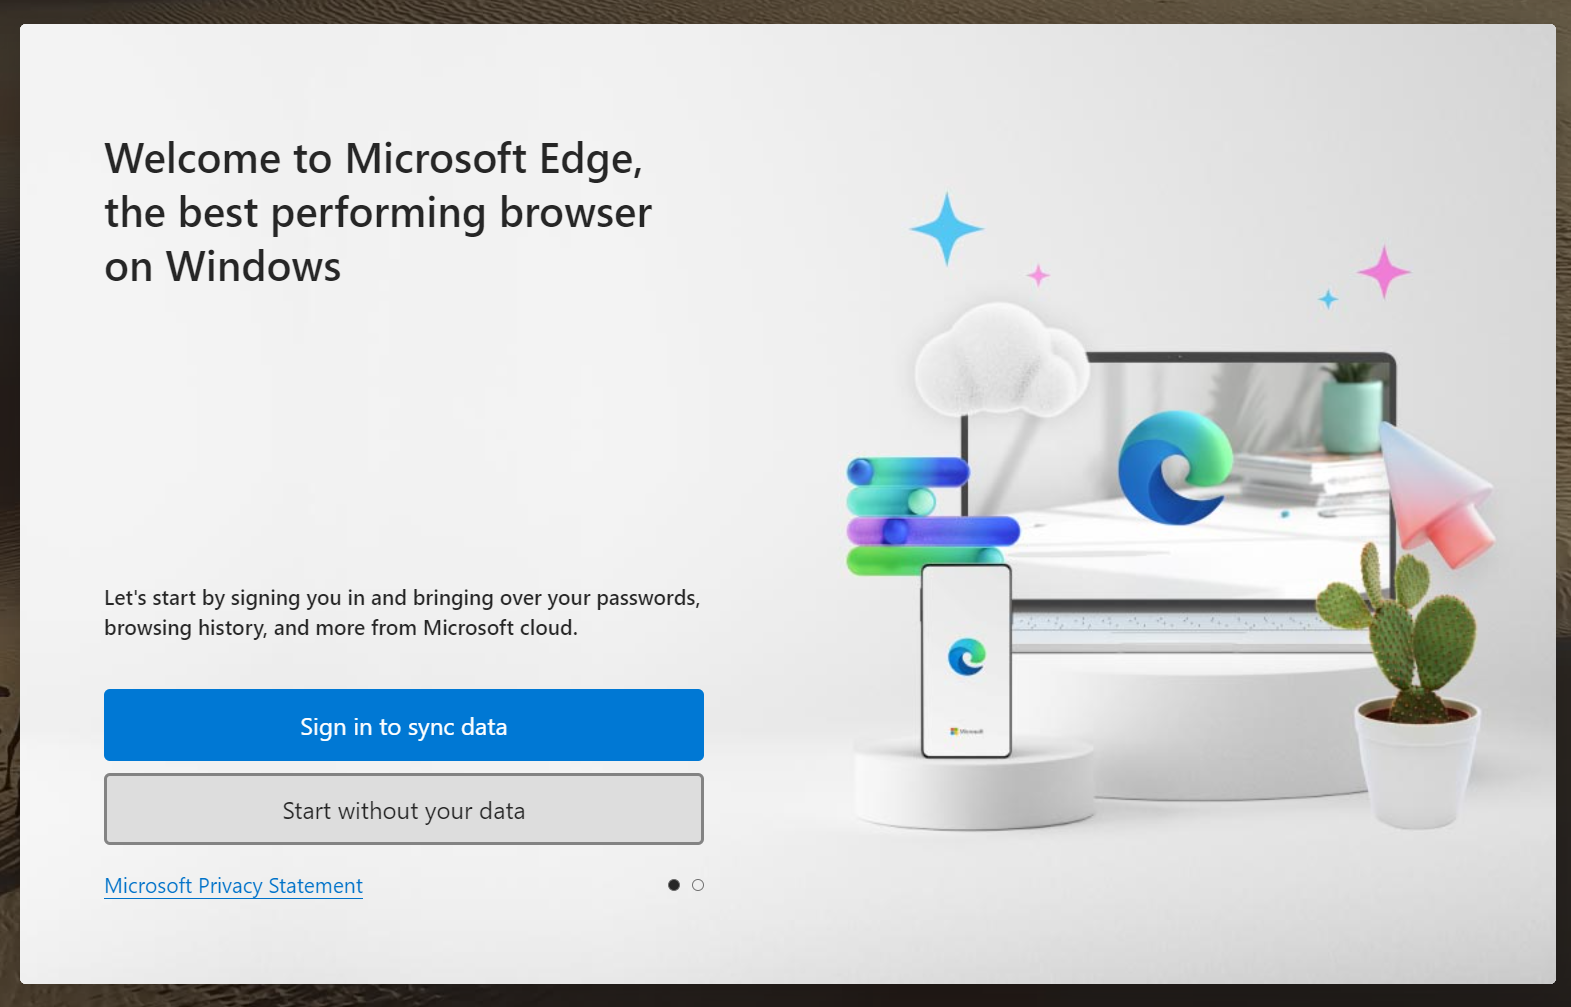 Welcome to Microsoft Edge,
the best performing browser
on Windows
Let's start by signing you in and bringing over your passwords,
browsing history, and more from Microsoft cloud.
Sign in to sync data
Start without your data
Microsoft Privacy Statement
Microsoft